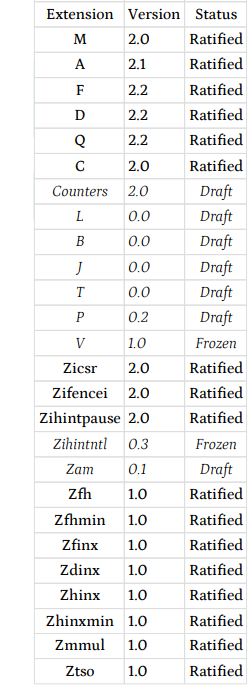 Extension Version Status
M 2.0 Ratified
A 2.1 Ratified
F 2.2 Ratified
D 2.2 Ratified
Q 2.2 Ratified
C 2.0 Ratified
Counters 2.0 Draft
L 0.0 Draft
B 0.0 Draft
J 0.0 Draft
T 0.0 Draft
P 0.2 Draft
V 1.0 Frozen
Zicsr 2.0 Ratified
Zifencei 2.0 Ratified
Zihintpause 2.0 Ratified
Zihintntl 0.3 Frozen
Zam 0.1 Draft
Zfh 1.0 Ratified
Zfhmin 1.0 Ratified
Zfinx 1.0 Ratified
Zdinx 1.0 Ratified
Zhinx 1.0 Ratified
Zhinxmin 1.0 Ratified
Zmmul 1.0 Ratified
Ztso 1.0 Ratified